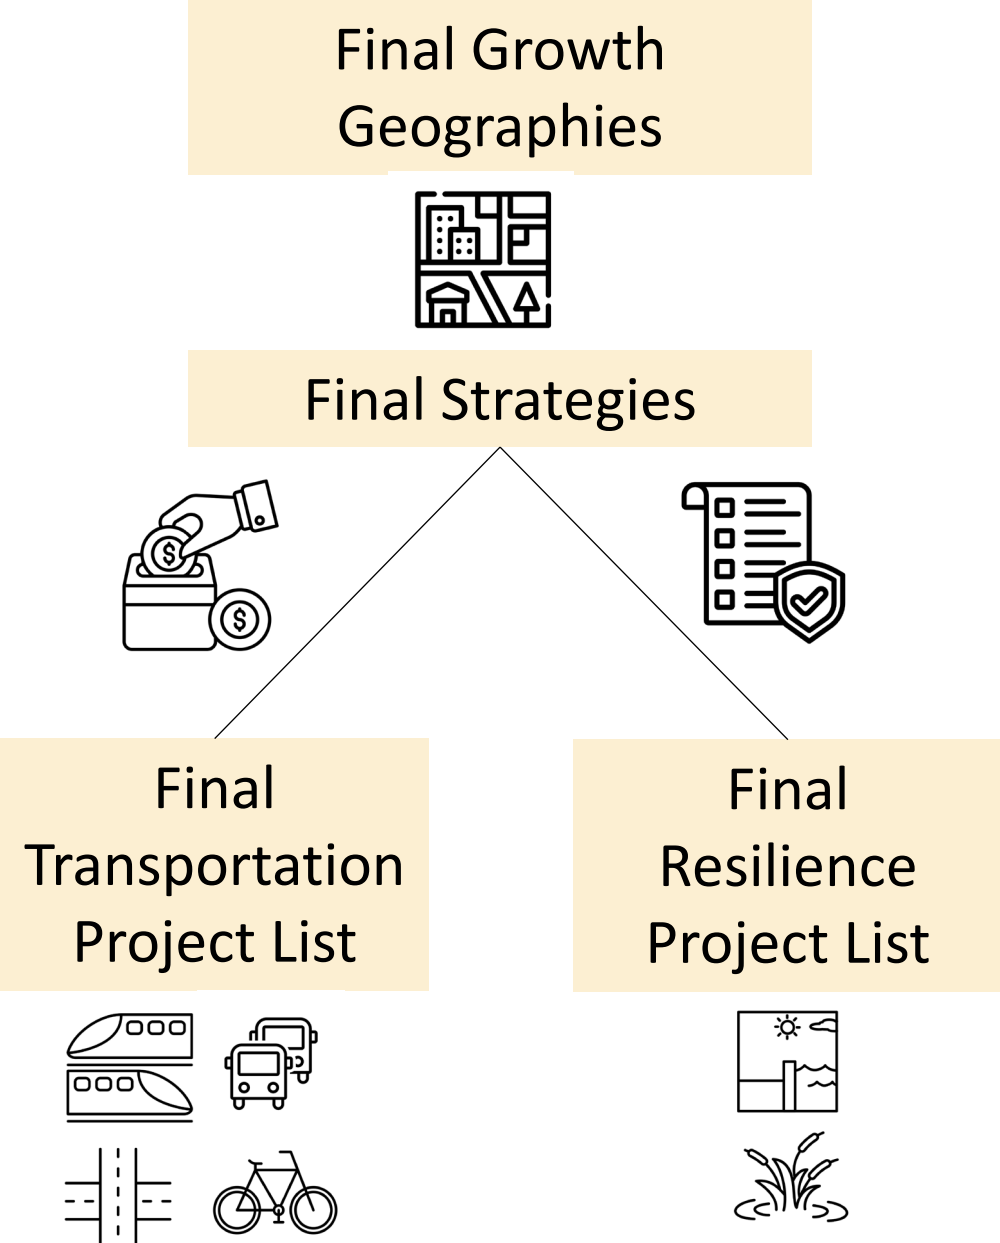 Final Growth
Geographies
Final Strategies
$
$
Final
Transportation
Project List
Final
Resilience
Project List